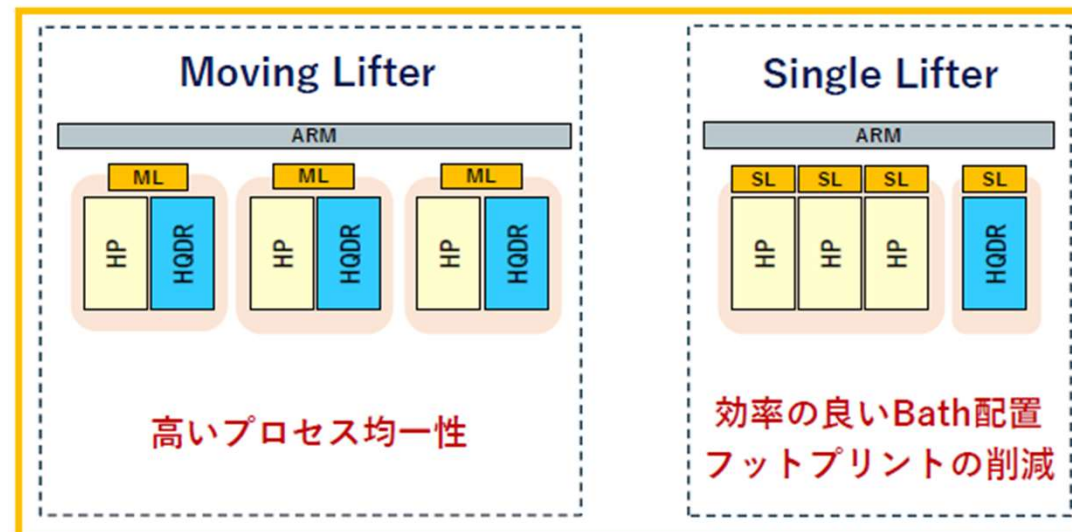 Moving Lifter
ARM
ML
ML
ML
HP
HQDR
HP
HQDR
HP
HQDR
高いプロセス均一性
Single Lifter
ARM
SL
SL
SL
SL
HP
HP
HP
HQDR
効率の良いBath配置
フットプリントの削減